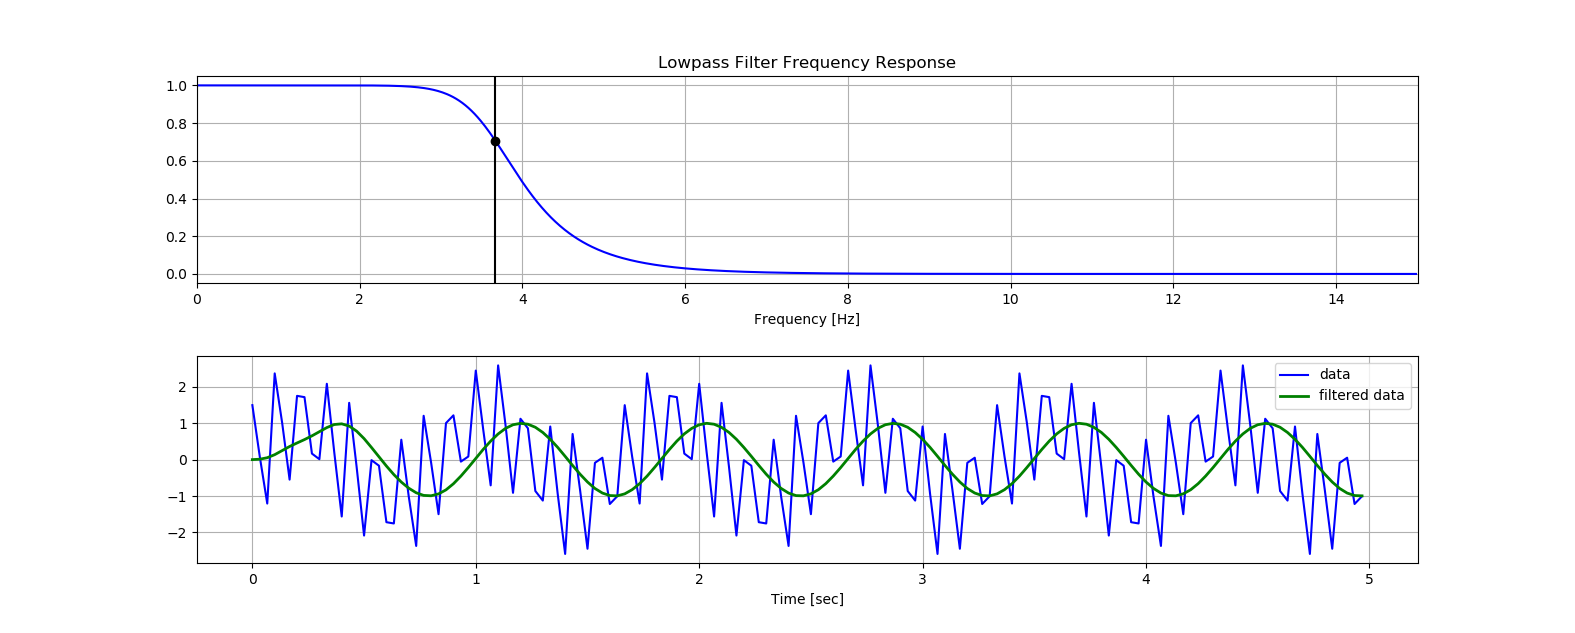 Lowpass Filter Frequency Response
1.0
0.8
0.6
0.4
0.2
0.0
0 2 4 6 8 10 12 14
Frequency [Hz]
data
filtered data
2
1
0
−1
−2
0 1 2 3 4 5
Time [sec]